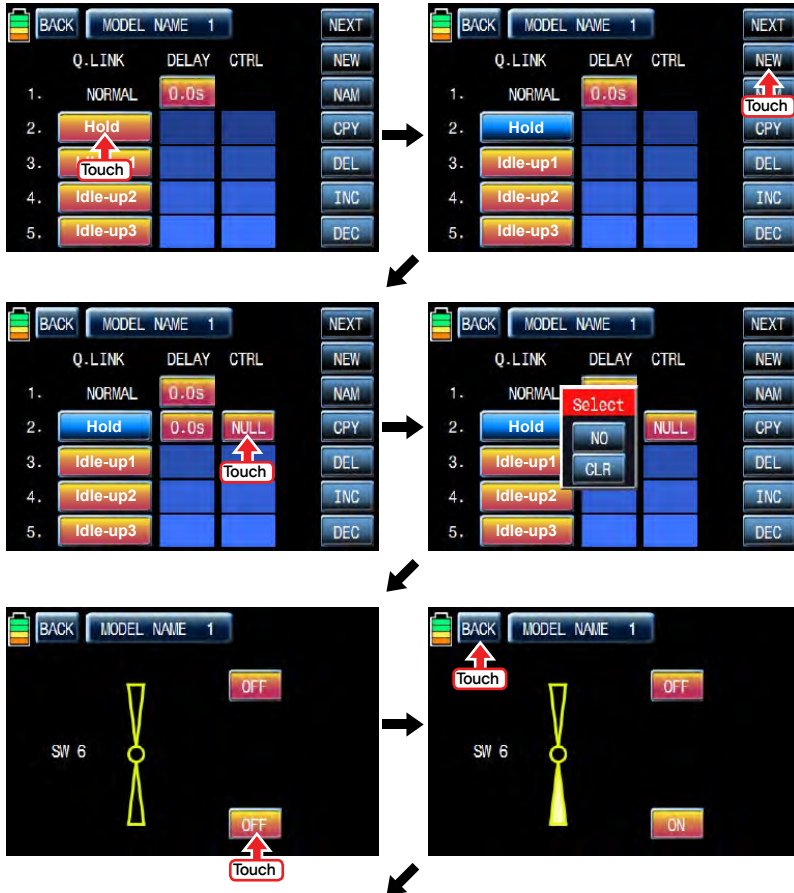 BACK MODEL NAME 1 NEXT
Q.LINK DELAY CTRL NEW
1. NORMAL 0.0s NAM
2. Hold CPY
3. DEL
Touch
4. Idle-up2 INC
5. Idle-up3 DEC
BACK MODEL NAME 1 NEXT
Q.LINK DELAY CTRL NEW
1. NORMAL 0.0s
Touch
2. Hold CPY
3. Idle-up1 DEL
4. Idle-up2 INC
5. Idle-up3 DEC
BACK MODEL NAME 1 NEXT
Q.LINK DELAY CTRL NEW
1. NORMAL 0.0s NAM
2. Hold 0.0s NULL CPY
3. Idle-up1 DEL
Touch
4. Idle-up2 INC
5. Idle-up3 DEC
BACK MODEL NAME 1 NEXT
Q.LINK DELAY CTRL NEW
1. NORMAL NAM
Select
2. Hold NULL CPY
NO
3. Idle-up1 DEL
CLR
4. Idle-up2 INC
5. Idle-up3 DEC
BACK MODEL NAME 1
OFF
SW 6
OFF
Touch
BACK MODEL NAME 1
Touch
OFF
SW 6
ON